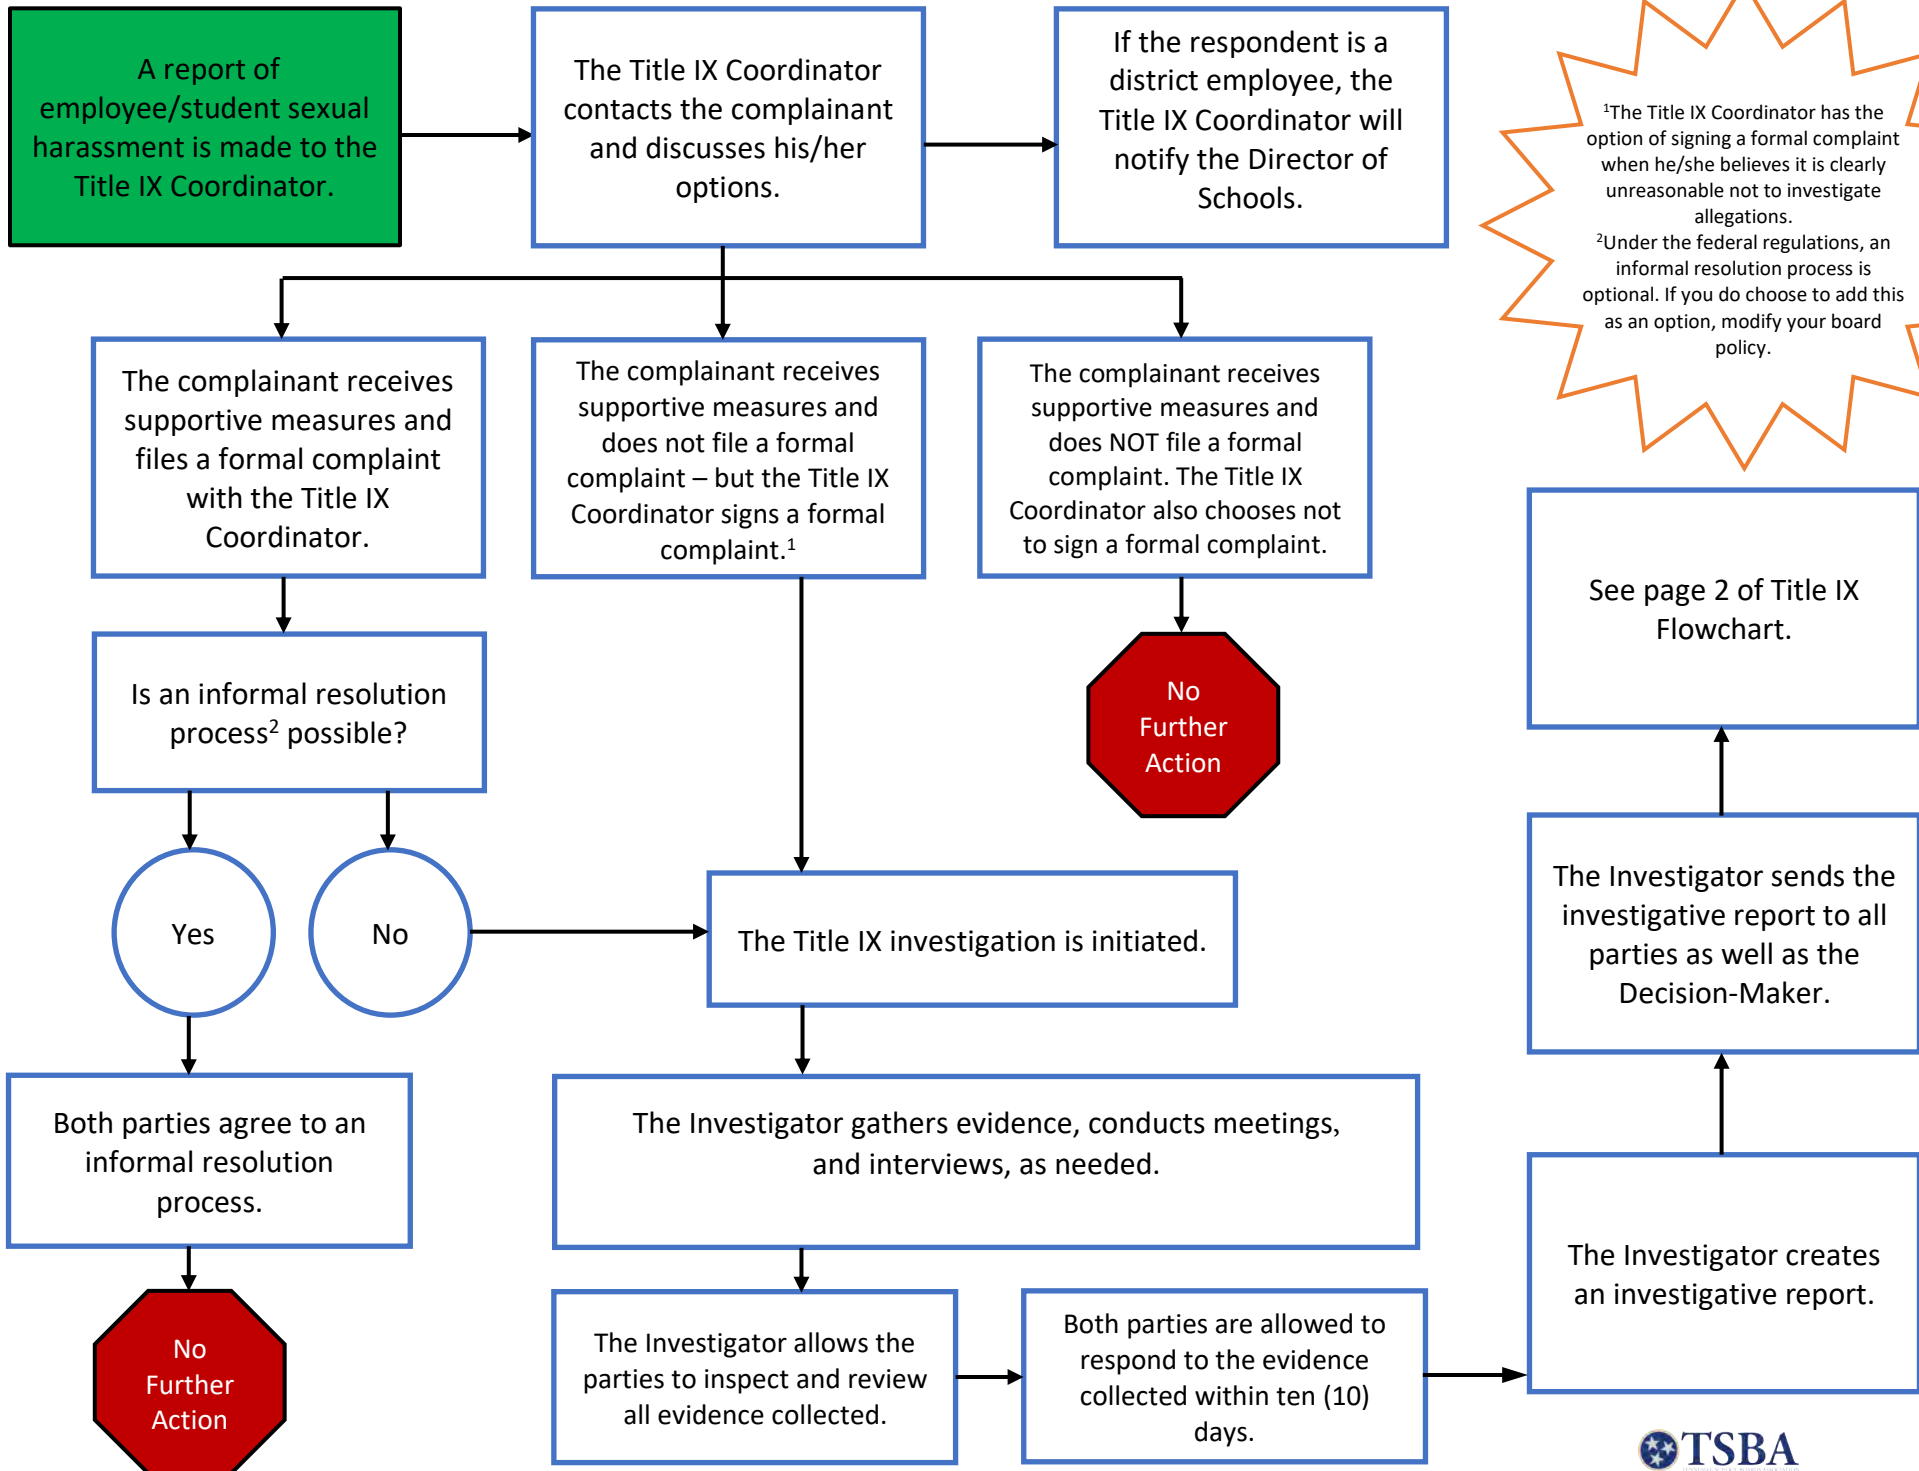 A report of
employee/student sexual
harassment is made to the
Title IX Coordinator.
The Title IX Coordinator
contacts the complainant
and discusses his/her
options.
If the respondent is a
district employee, the
Title IX Coordinator will
notify the Director of
Schools.
¹The Title IX Coordinator has the
option of signing a formal complaint
when he/she believes it is clearly
unreasonable not to investigate
allegations.
²Under the federal regulations, an
informal resolution process is
optional. If you do choose to add this
as an option, modify your board
policy.
The complainant receives
supportive measures and
files a formal complaint
with the Title IX
Coordinator.
The complainant receives
supportive measures and
does not file a formal
complaint – but the Title IX
Coordinator signs a formal
complaint.¹
The complainant receives
supportive measures and
does NOT file a formal
complaint. The Title IX
Coordinator also chooses not
to sign a formal complaint.
Is an informal resolution
process² possible?
No
Further
Action
See page 2 of Title IX
Flowchart.
Yes
No
The Title IX investigation is initiated.
The Investigator sends the
investigative report to all
parties as well as the
Decision-Maker.
Both parties agree to an
informal resolution
process.
The Investigator gathers evidence, conducts meetings,
and interviews, as needed.
No
Further
Action
The Investigator allows the
parties to inspect and review
all evidence collected.
Both parties are allowed to
respond to the evidence
collected within ten (10)
days.
The Investigator creates
an investigative report.
TSBA